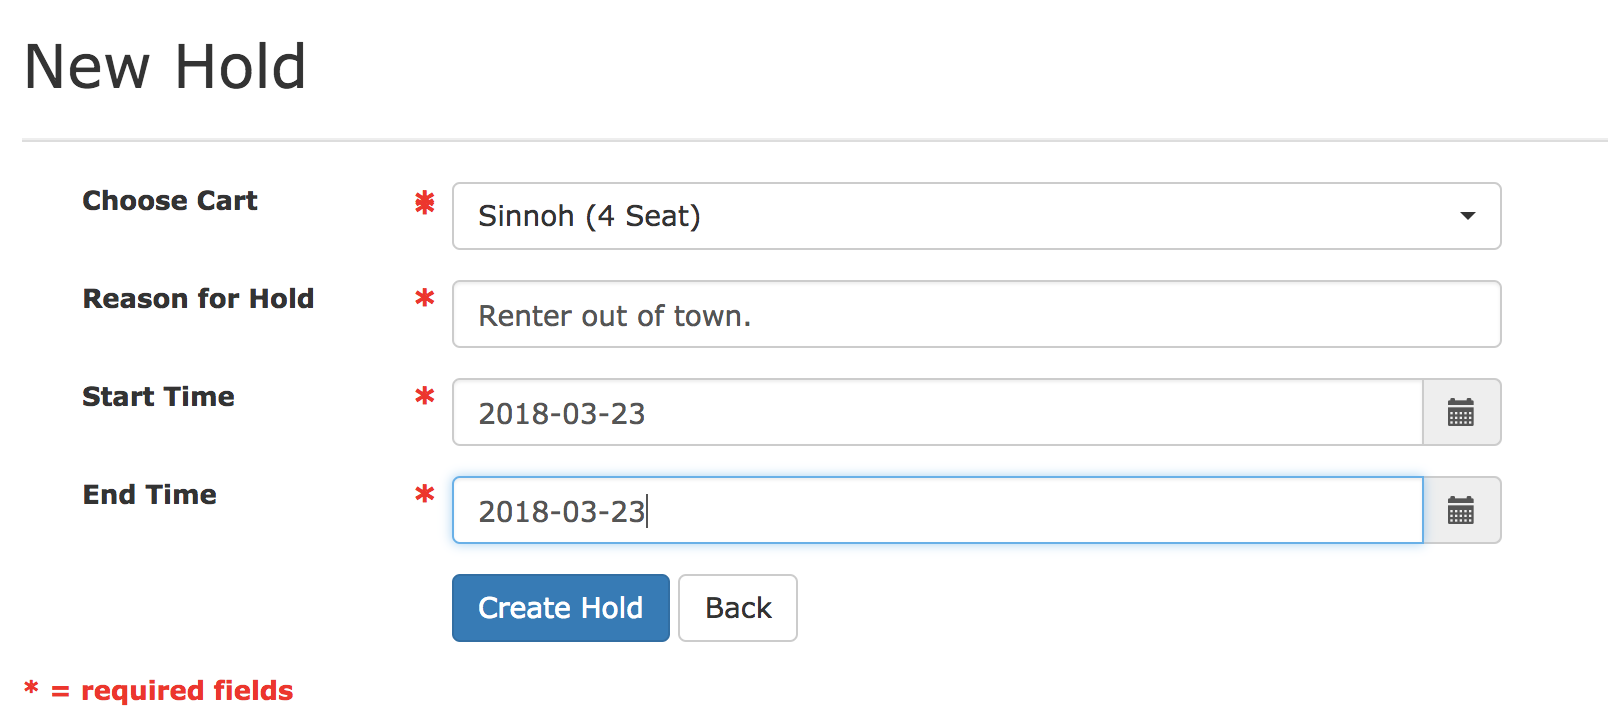 New Hold
Choose Cart * Sinnoh (4 Seat)
Reason for Hold * Renter out of town.
Start Time * 2018-03-23
End Time * 2018-03-23
Create Hold Back
* = required fields